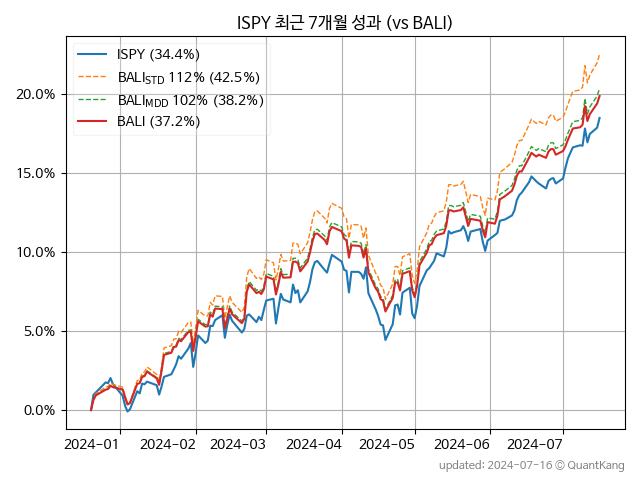 ISPY 최근 7개월 성과 (vs BALI)
ISPY (34.4%)
BALI_STD 112% (42.5%)
BALI_MDD 102% (38.2%)
BALI (37.2%)
20.0%
15.0%
10.0%
5.0%
0.0%
2024-01 2024-02 2024-03 2024-04 2024-05 2024-06 2024-07
updated: 2024-07-16 © QuantKang